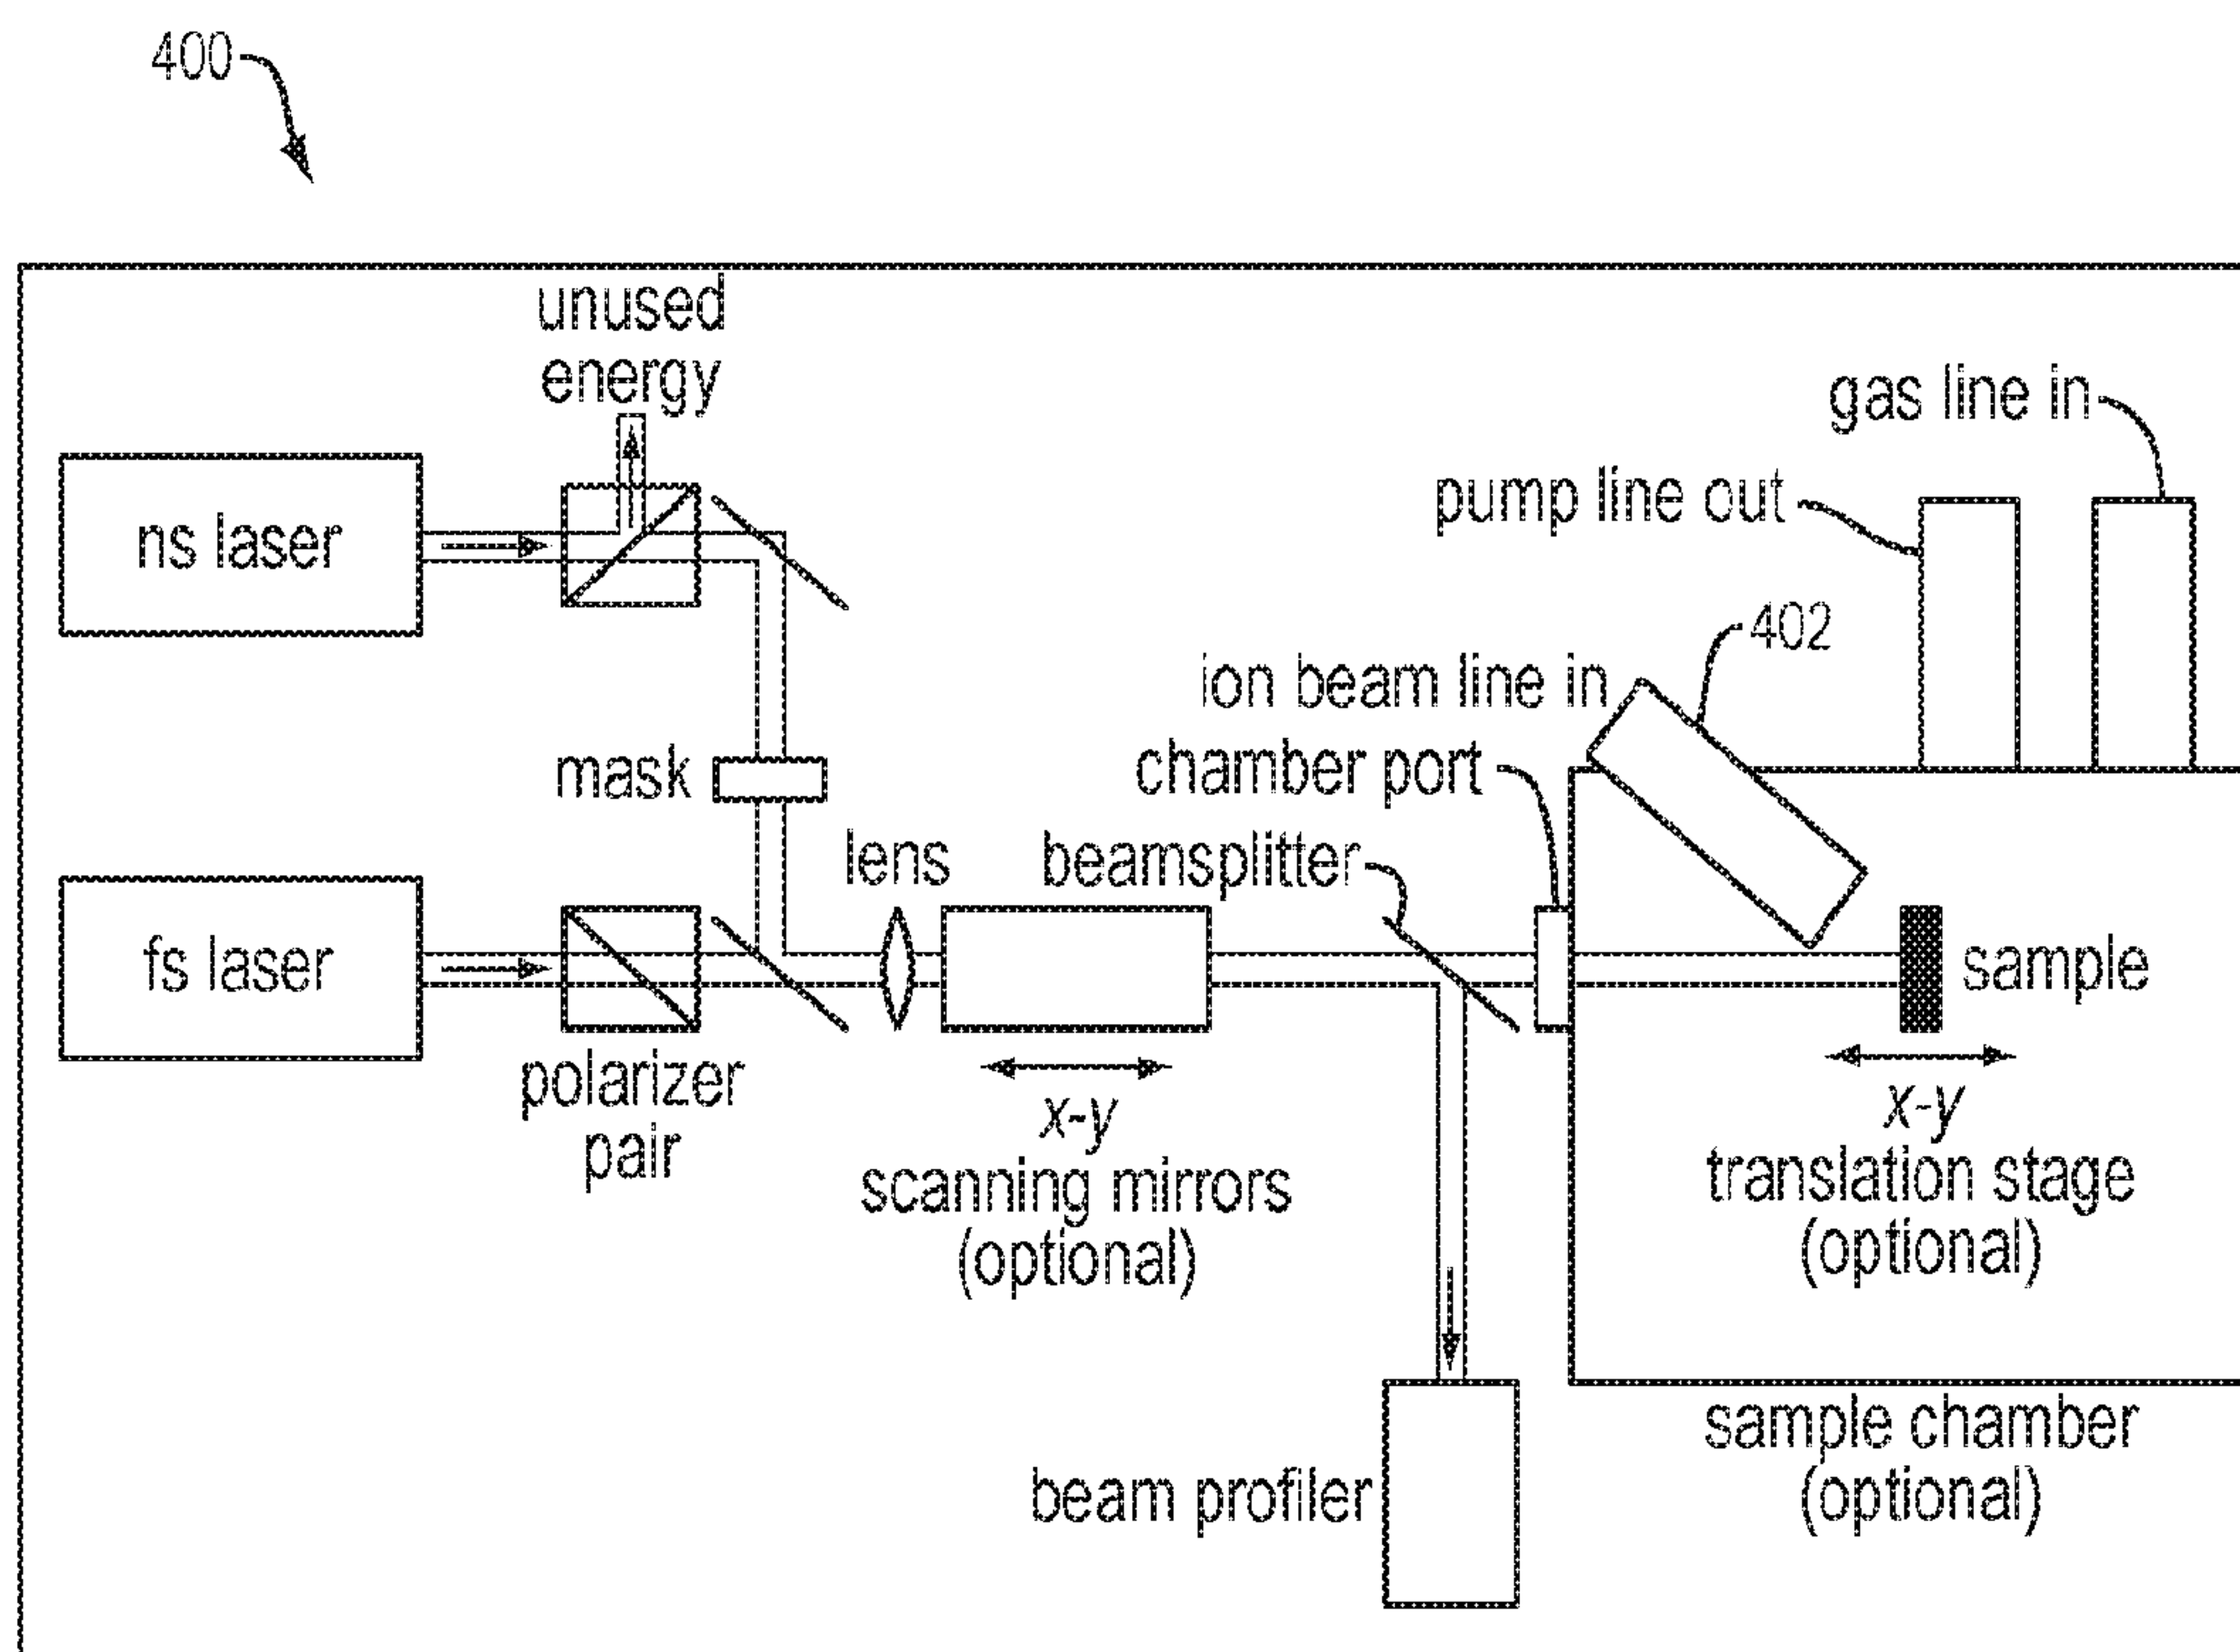 400
unused
energy
ns laser
gas line in
pump line out
402
ion beam line in
chamber port
mask
lens
beamsplitter
fs laser
sample
polarizer
pair
x-y
scanning mirrors
(optional)
x-y
translation stage
(optional)
sample chamber
(optional)
beam profiler